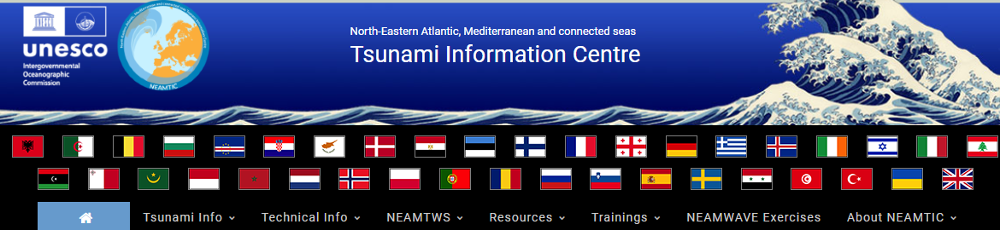 unesco
Intergovernmental
Oceanographic
Commission
NEAMTIC
North-Eastern Atlantic, Mediterranean and connected seas
Tsunami Information Centre
Tsunami Info
Technical Info
NEAMTWS
Resources
Trainings
NEAMWAVE Exercises
About NEAMTIC